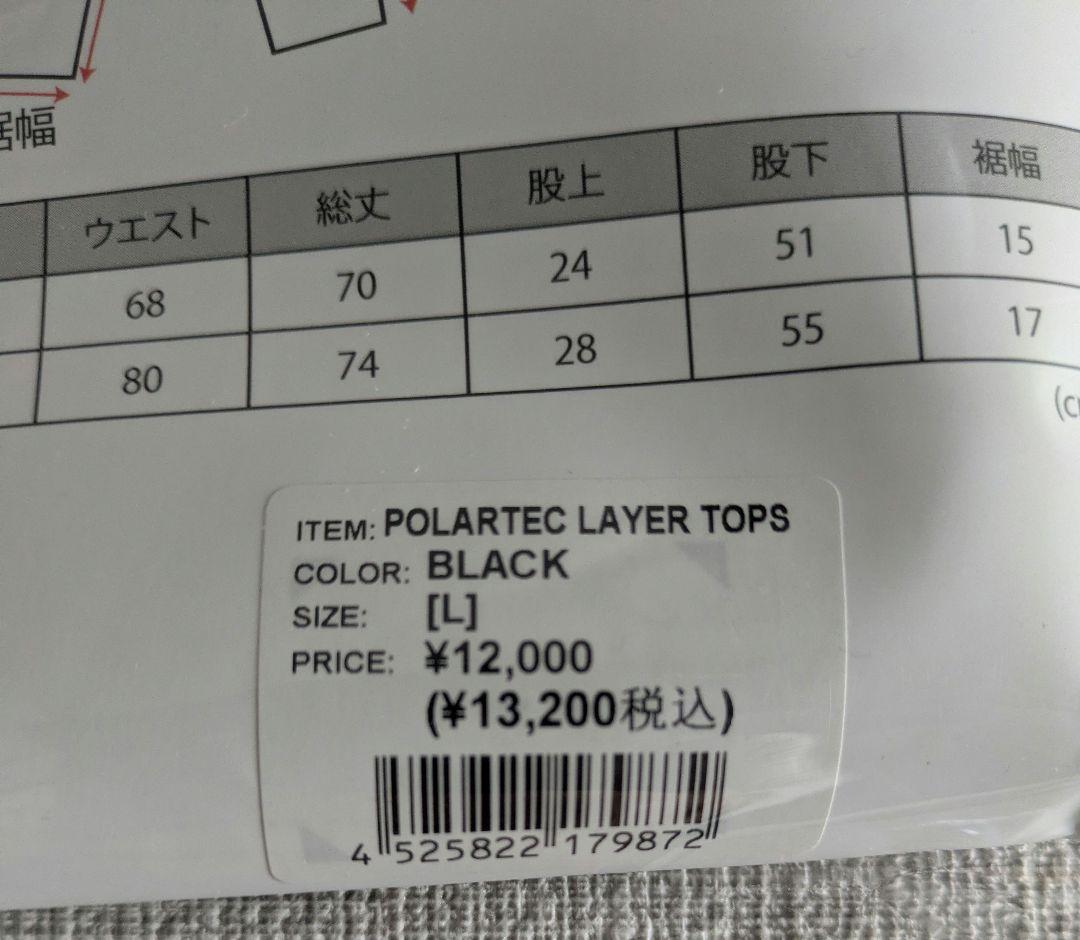 裾幅
ウエスト 総丈 股上 股下 裾幅
68 70 24 51 15
80 74 28 55 17
ITEM: POLARTEC LAYER TOPS
COLOR: BLACK
SIZE: [L]
PRICE: ¥12,000
(¥13,200税込)
4 525822 179872